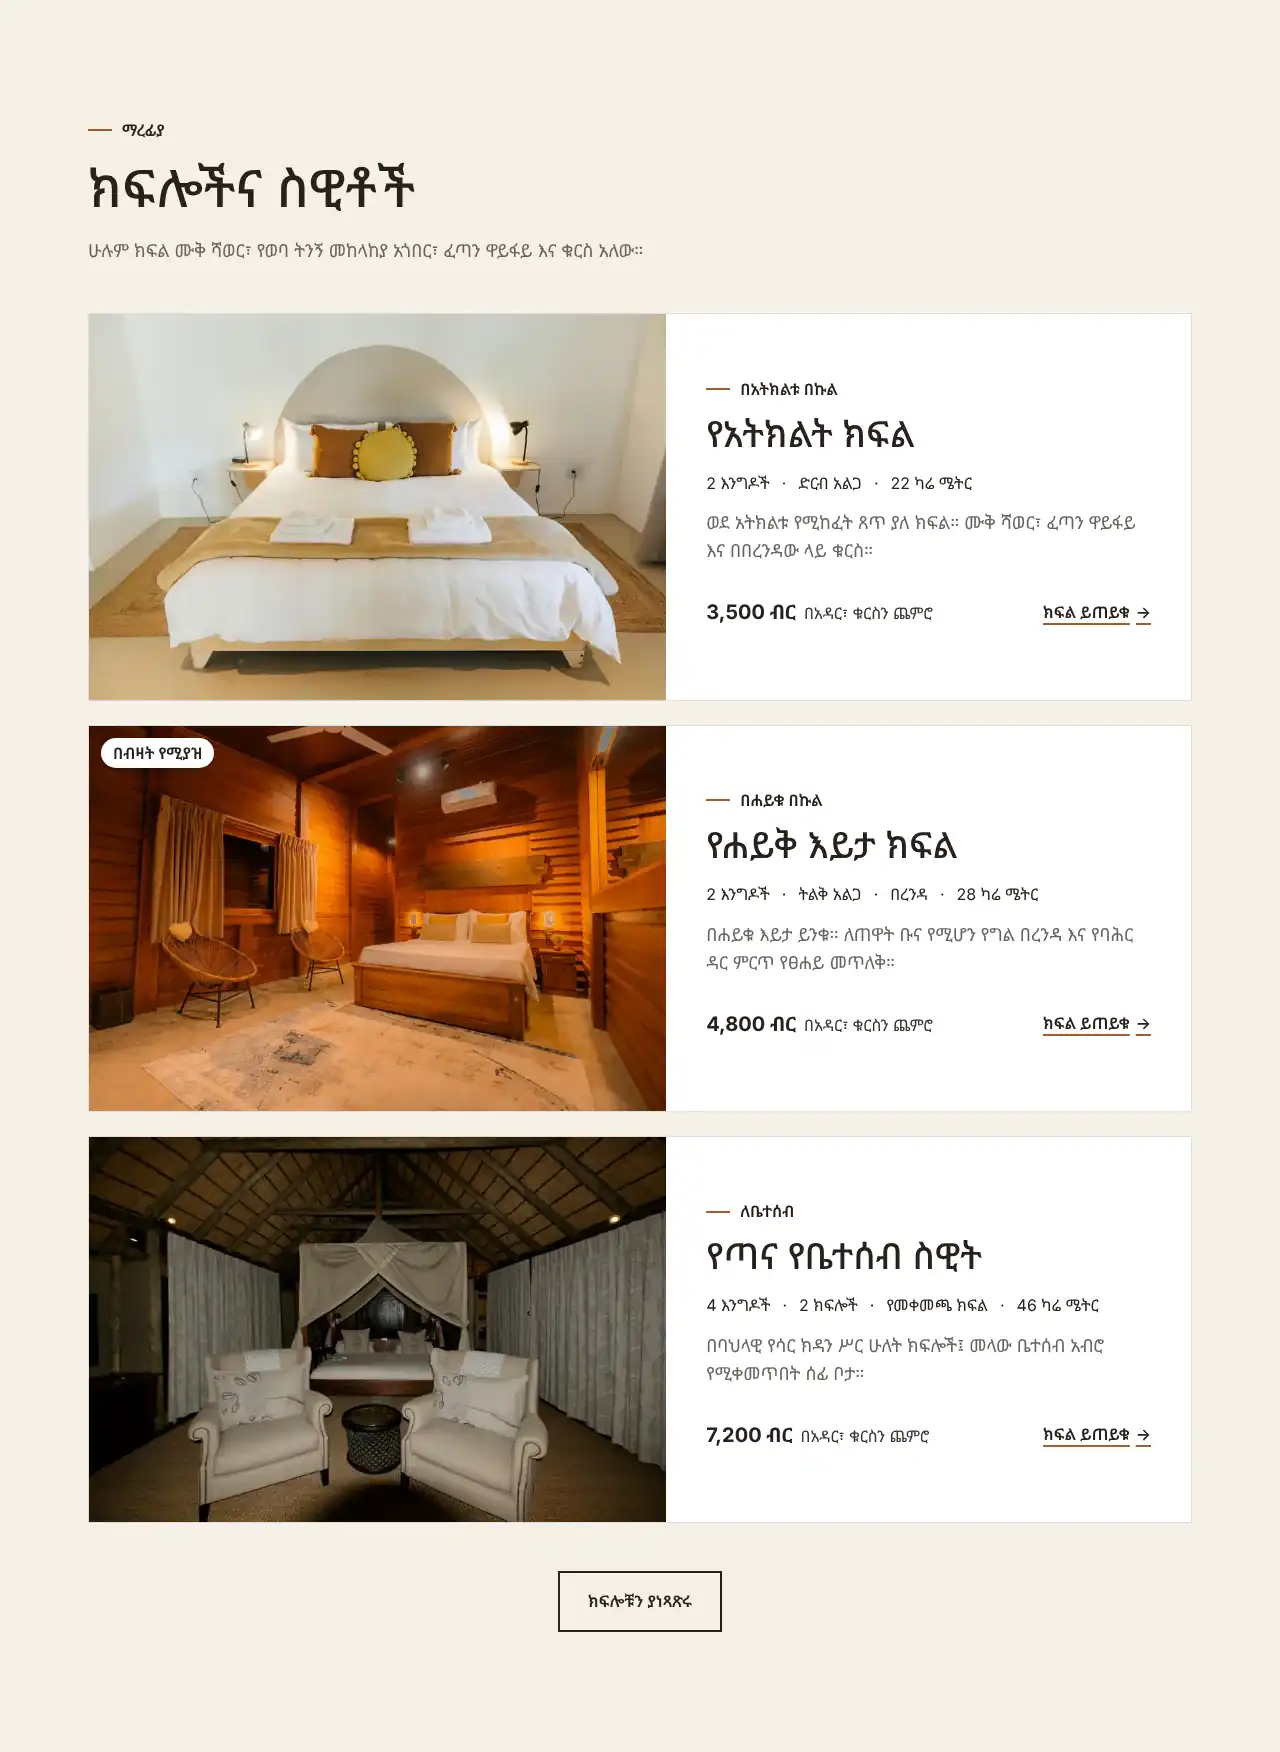 ማረፊያ
ክፍሎችና ስዊቶች
ሁሉም ክፍል ሙቅ ሻወር፣ የወባ ትንኝ መከላከያ አጎበር፣ ፈጣን ዋይፋይ እና ቁርስ አለው።
በአትክልቱ በኩል
የአትክልት ክፍል
2 እንግዶች · ድርብ አልጋ · 22 ካሬ ሜትር
ወደ አትክልቱ የሚከፈት ጸጥ ያለ ክፍል። ሙቅ ሻወር፣ ፈጣን ዋይፋይ
እና በበረንዳው ላይ ቁርስ።
3,500 ብር በአዳር፣ ቁርስን ጨምሮ
ክፍል ይጠይቁ →
በብዛት የሚያዝ
በሐይቁ በኩል
የሐይቅ እይታ ክፍል
2 እንግዶች · ትልቅ አልጋ · በረንዳ · 28 ካሬ ሜትር
በሐይቁ እይታ ይንቁ። ለጠዋት ቡና የሚሆን የግል በረንዳ እና የባሕር
ዳር ምርጥ የፀሐይ መጥለቅ።
4,800 ብር በአዳር፣ ቁርስን ጨምሮ
ክፍል ይጠይቁ →
ለቤተሰብ
የጣና የቤተሰብ ስዊት
4 እንግዶች · 2 ክፍሎች · የመቀመጫ ክፍል · 46 ካሬ ሜትር
በባህላዊ የሳር ክዳን ሥር ሁለት ክፍሎች፤ መላው ቤተሰብ አብሮ
የሚቀመጥበት ሰፊ ቦታ።
7,200 ብር በአዳር፣ ቁርስን ጨምሮ
ክፍል ይጠይቁ →
ክፍሎቹን ያነጻጽሩ